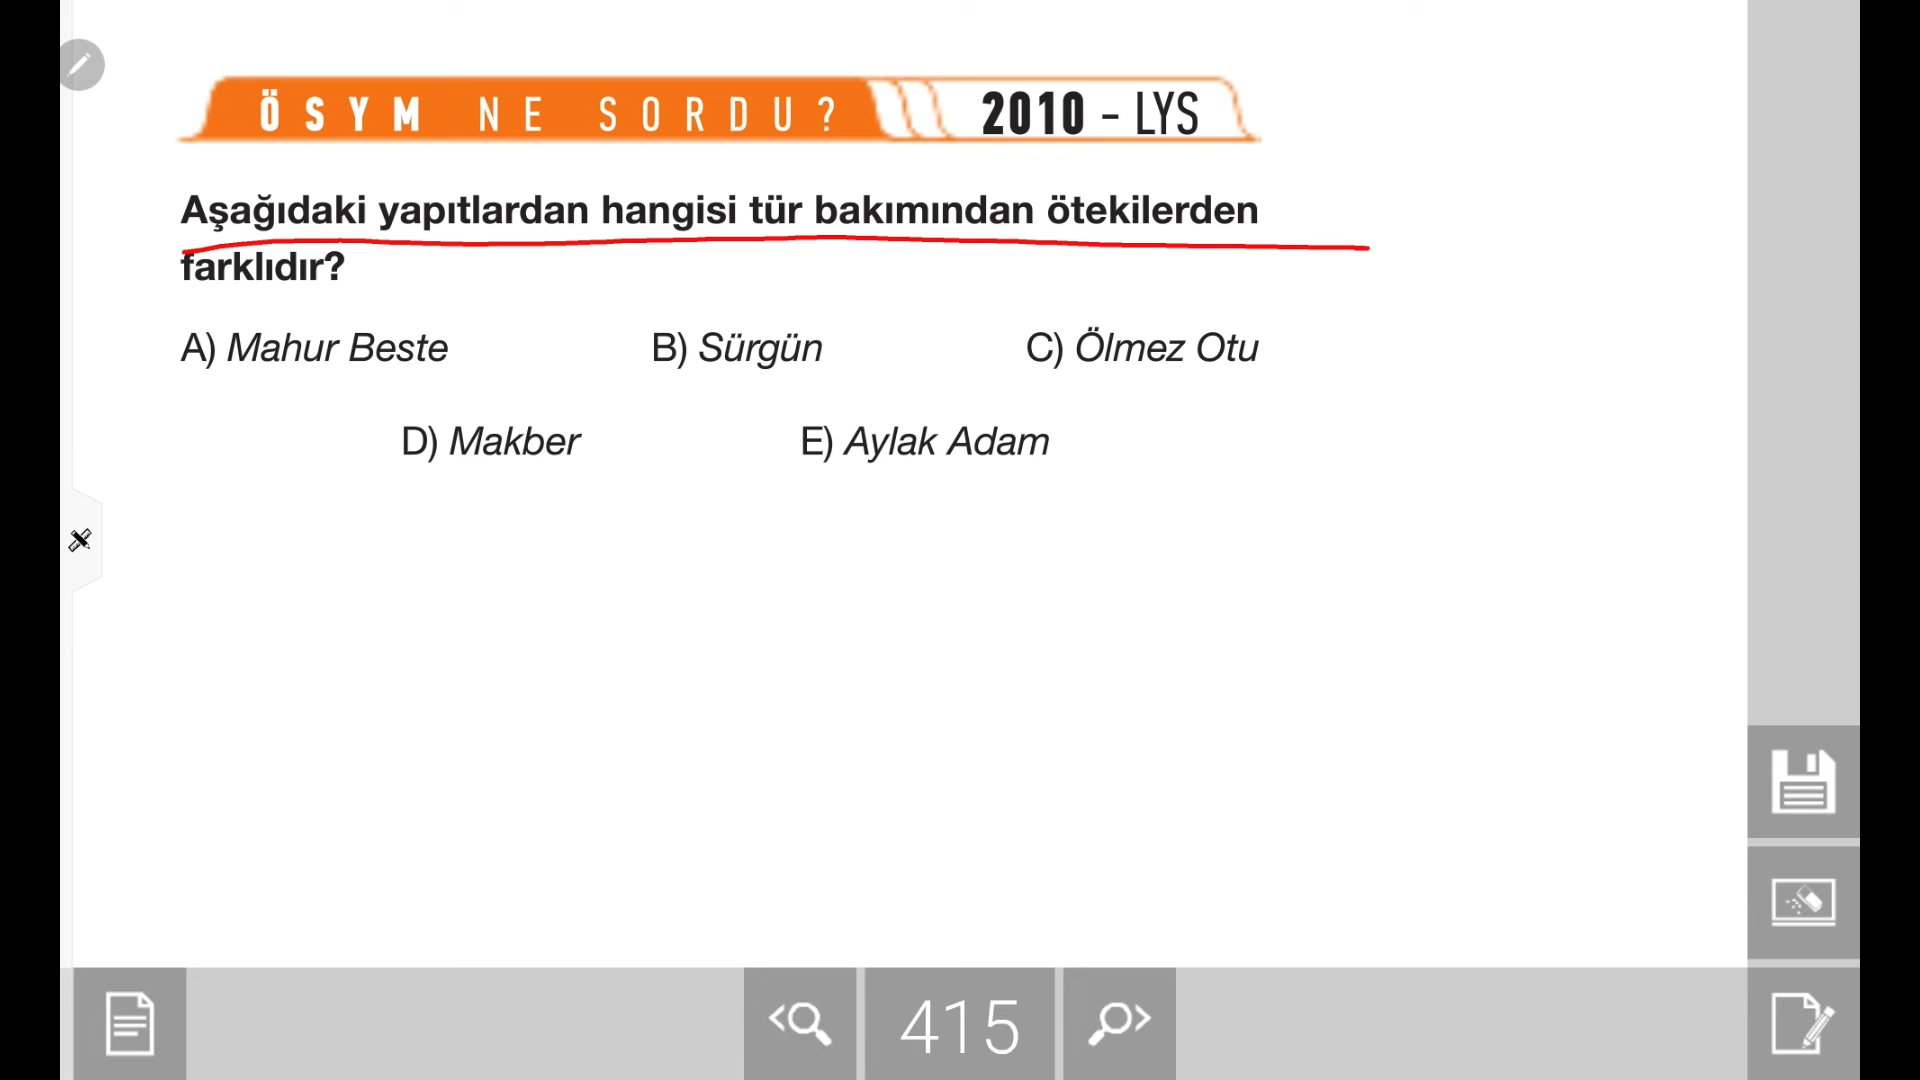 ÖSYM NE SORDU? 2010 - LYS
Aşağıdaki yapıtlardan hangisi tür bakımından ötekilerden
farklıdır?
A) Mahur Beste B) Sürgün C) Ölmez Otu
D) Makber E) Aylak Adam
415